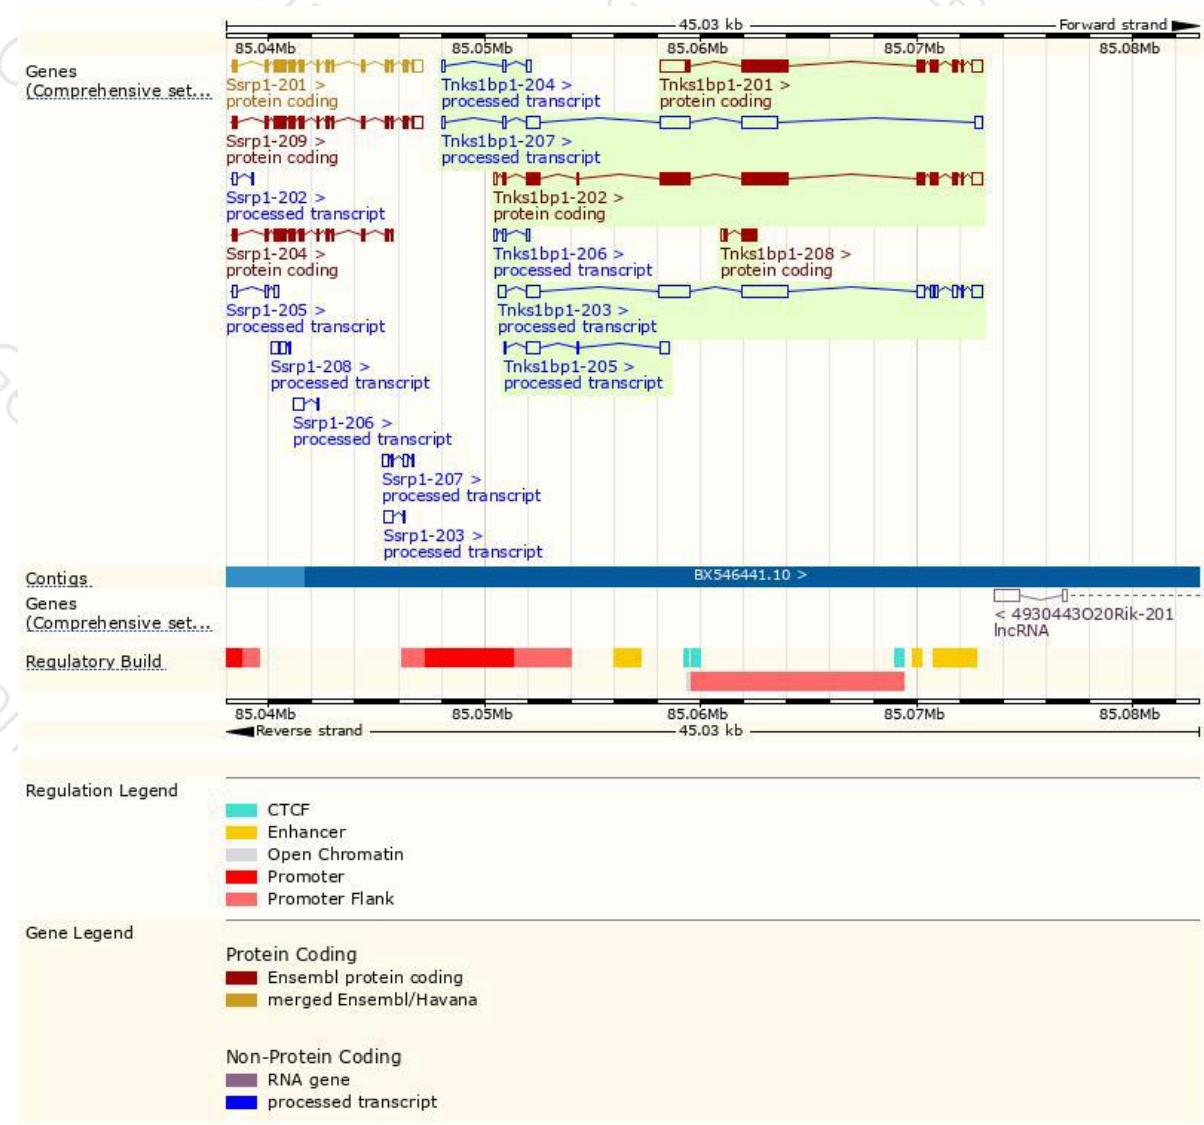 45.03 kb Forward strand
85.04Mb 85.05Mb 85.06Mb 85.07Mb 85.08Mb
Genes
(Comprehensive set...
Ssrp1-201 > Tnks1bp1-204 > Tnks1bp1-201 >
protein coding processed transcript protein coding
Ssrp1-209 > Tnks1bp1-207 >
protein coding processed transcript
Ssrp1-202 > Tnks1bp1-202 >
processed transcript protein coding
Ssrp1-204 > Tnks1bp1-206 > Tnks1bp1-208 >
protein coding processed transcript protein coding
Ssrp1-205 > Tnks1bp1-203 >
processed transcript processed transcript
Ssrp1-208 > Tnks1bp1-205 >
processed transcript processed transcript
Ssrp1-206 >
processed transcript
Ssrp1-207 >
processed transcript
Ssrp1-203 >
processed transcript
Contigs BX546441.10 >
Genes
(Comprehensive set...
< 4930443O20Rik-201
lncRNA
Regulatory Build
85.04Mb 85.05Mb 85.06Mb 85.07Mb 85.08Mb
Reverse strand 45.03 kb
Regulation Legend
CTCF
Enhancer
Open Chromatin
Promoter
Promoter Flank
Gene Legend
Protein Coding
Ensembl protein coding
merged Ensembl/Havana
Non-Protein Coding
RNA gene
processed transcript